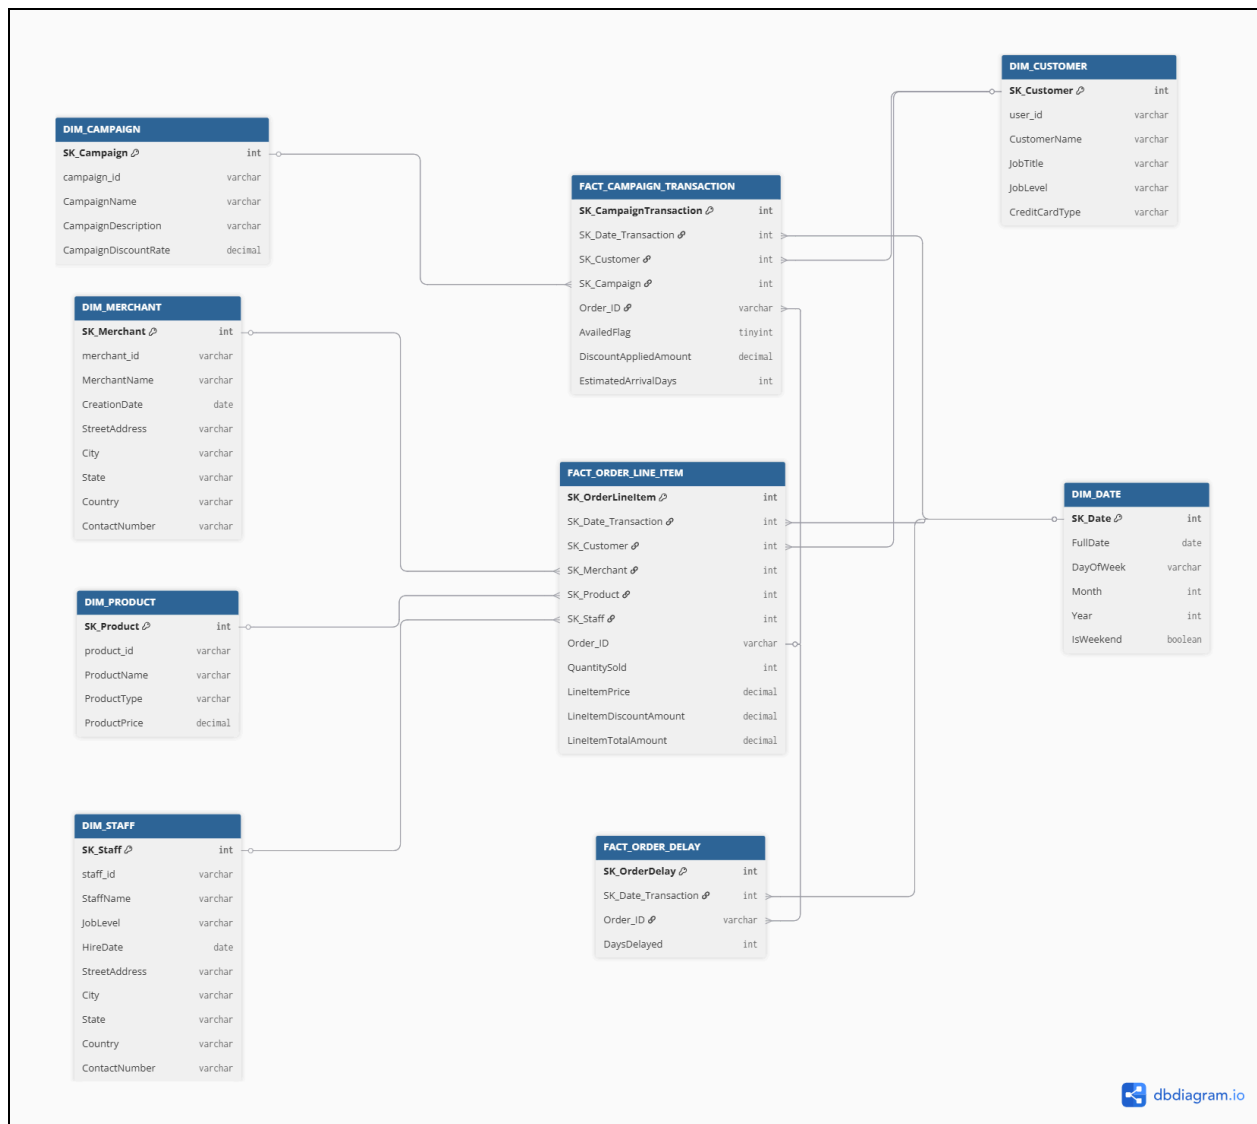 DIM_CAMPAIGN
SK_Campaign int
campaign_id varchar
CampaignName varchar
CampaignDescription varchar
CampaignDiscountRate decimal
DIM_MERCHANT
SK_Merchant int
merchant_id varchar
MerchantName varchar
CreationDate date
StreetAddress varchar
City varchar
State varchar
Country varchar
ContactNumber varchar
DIM_PRODUCT
SK_Product int
product_id varchar
ProductName varchar
ProductType varchar
ProductPrice decimal
DIM_STAFF
SK_Staff int
staff_id varchar
StaffName varchar
JobLevel varchar
HireDate date
StreetAddress varchar
City varchar
State varchar
Country varchar
ContactNumber varchar
FACT_CAMPAIGN_TRANSACTION
SK_CampaignTransaction int
SK_Date_Transaction int
SK_Customer int
SK_Campaign int
Order_ID varchar
AvailedFlag tinyint
DiscountAppliedAmount decimal
EstimatedArrivalDays int
FACT_ORDER_LINE_ITEM
SK_OrderLineItem int
SK_Date_Transaction int
SK_Customer int
SK_Merchant int
SK_Product int
SK_Staff int
Order_ID varchar
QuantitySold int
LineItemPrice decimal
LineItemDiscountAmount decimal
LineItemTotalAmount decimal
FACT_ORDER_DELAY
SK_OrderDelay int
SK_Date_Transaction int
Order_ID varchar
DaysDelayed int
DIM_CUSTOMER
SK_Customer int
user_id varchar
CustomerName varchar
JobTitle varchar
JobLevel varchar
CreditCardType varchar
DIM_DATE
SK_Date int
FullDate date
DayOfWeek varchar
Month int
Year int
IsWeekend boolean
dbdiagram.io